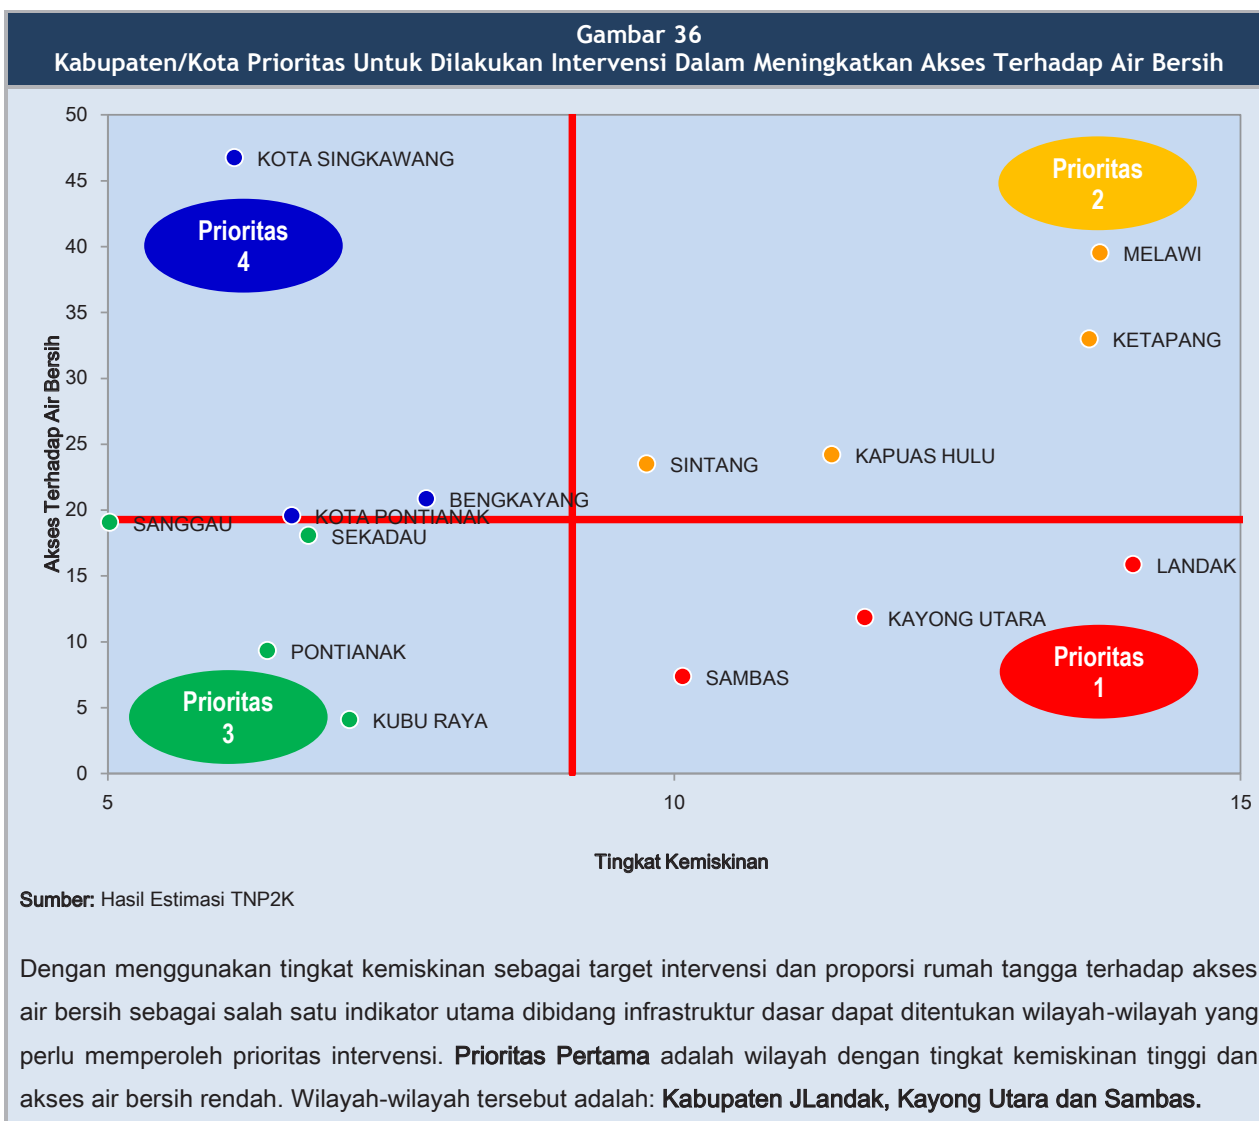 Gambar 36
Kabupaten/Kota Prioritas Untuk Dilakukan Intervensi Dalam Meningkatkan Akses Terhadap Air Bersih
50
45
40
35
30
25
20
15
10
5
0
Akses Terhadap Air Bersih
KOTA SINGKAWANG
Prioritas
4
Prioritas
2
MELAWI
KETAPANG
KAPUAS HULU
SINTANG
BENGKAYANG
KOTA PONTIANAK
SANGGAU
SEKADAU
LANDAK
KAYONG UTARA
PONTIANAK
SAMBAS
Prioritas
1
Prioritas
3
KUBU RAYA
5
10
15
Tingkat Kemiskinan
Sumber: Hasil Estimasi TNP2K
Dengan menggunakan tingkat kemiskinan sebagai target intervensi dan proporsi rumah tangga terhadap akses
air bersih sebagai salah satu indikator utama dibidang infrastruktur dasar dapat ditentukan wilayah-wilayah yang
perlu memperoleh prioritas intervensi. Prioritas Pertama adalah wilayah dengan tingkat kemiskinan tinggi dan
akses air bersih rendah. Wilayah-wilayah tersebut adalah: Kabupaten JLandak, Kayong Utara dan Sambas.